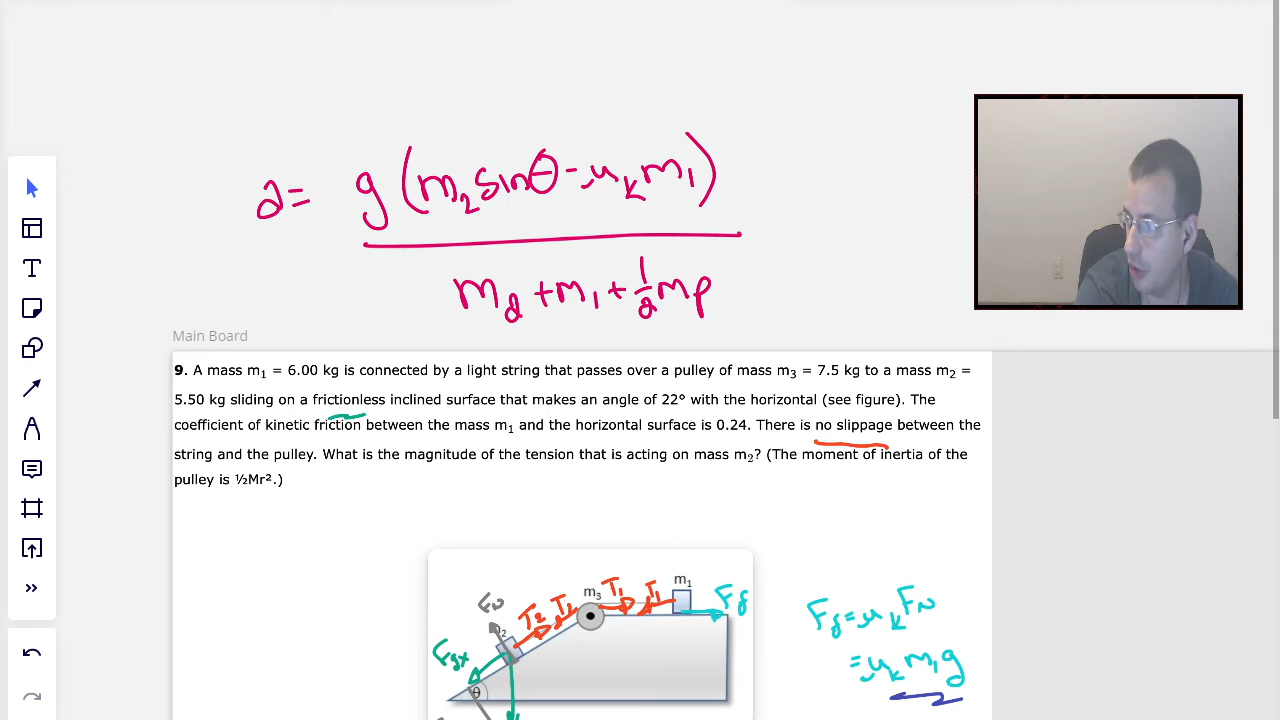 a = g (m₂ sinθ - μₖ m₁)
m₂ + m₁ + 1/2 mp
Main Board
9. A mass m₁ = 6.00 kg is connected by a light string that passes over a pulley of mass m₃ = 7.5 kg to a mass m₂ =
5.50 kg sliding on a frictionless inclined surface that makes an angle of 22° with the horizontal (see figure). The
coefficient of kinetic friction between the mass m₁ and the horizontal surface is 0.24. There is no slippage between the
string and the pulley. What is the magnitude of the tension that is acting on mass m₂? (The moment of inertia of the
pulley is ½Mr².)
m₃ T₁ T₁ m₁ Ff
FN T₂ T₂
2
Fgx
θ
Ff = μₖ FN
= μₖ m₁ g
T
»